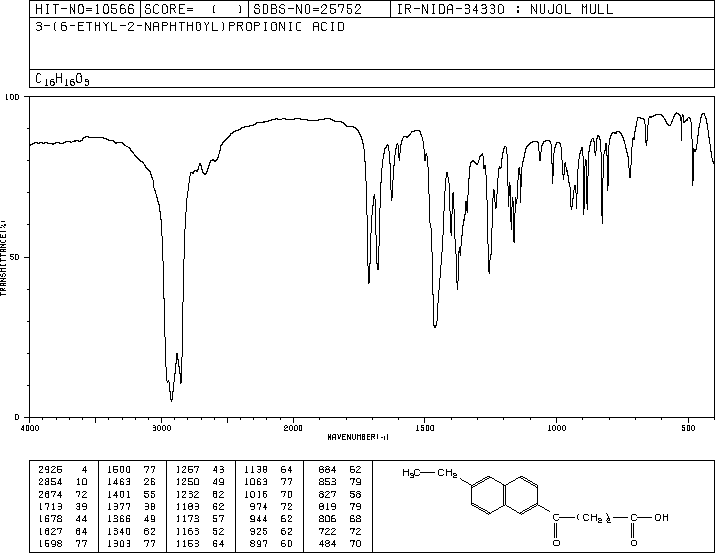 HIT-NO=10566 SCORE= ( ) SDBS-NO=25752 IR-NIDA-34330 : NUJOL MULL
3-(6-ETHYL-2-NAPHTHOYL)PROPIONIC ACID
C16H16O3
100
50
0
TRANSMITTANCE(%)
4000 3000 2000 1500 1000 500
WAVENUMBER(-1)
2925 4 1500 77 1267 43 1138 64 884 62
2854 10 1463 26 1250 49 1063 77 853 79
2674 72 1401 55 1232 62 1016 70 827 58
1713 39 1377 38 1183 62 974 72 819 79
1678 44 1366 49 1173 57 944 62 806 68
1627 64 1340 62 1163 52 925 62 722 72
1598 77 1303 77 1153 64 897 60 484 70
H3C CH2
C (CH2)2 C OH
O O